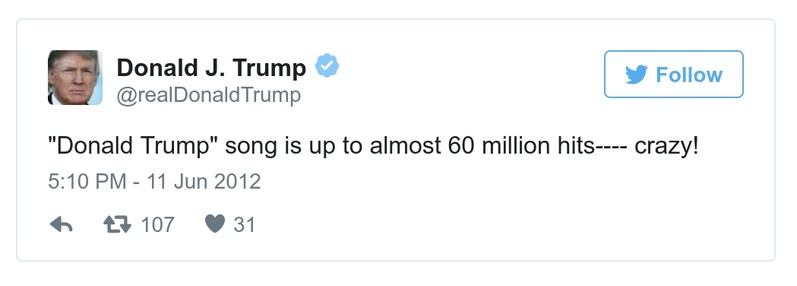 Donald J. Trump
@realDonaldTrump
Follow
"Donald Trump" song is up to almost 60 million hits---- crazy!
5:10 PM - 11 Jun 2012
107 31